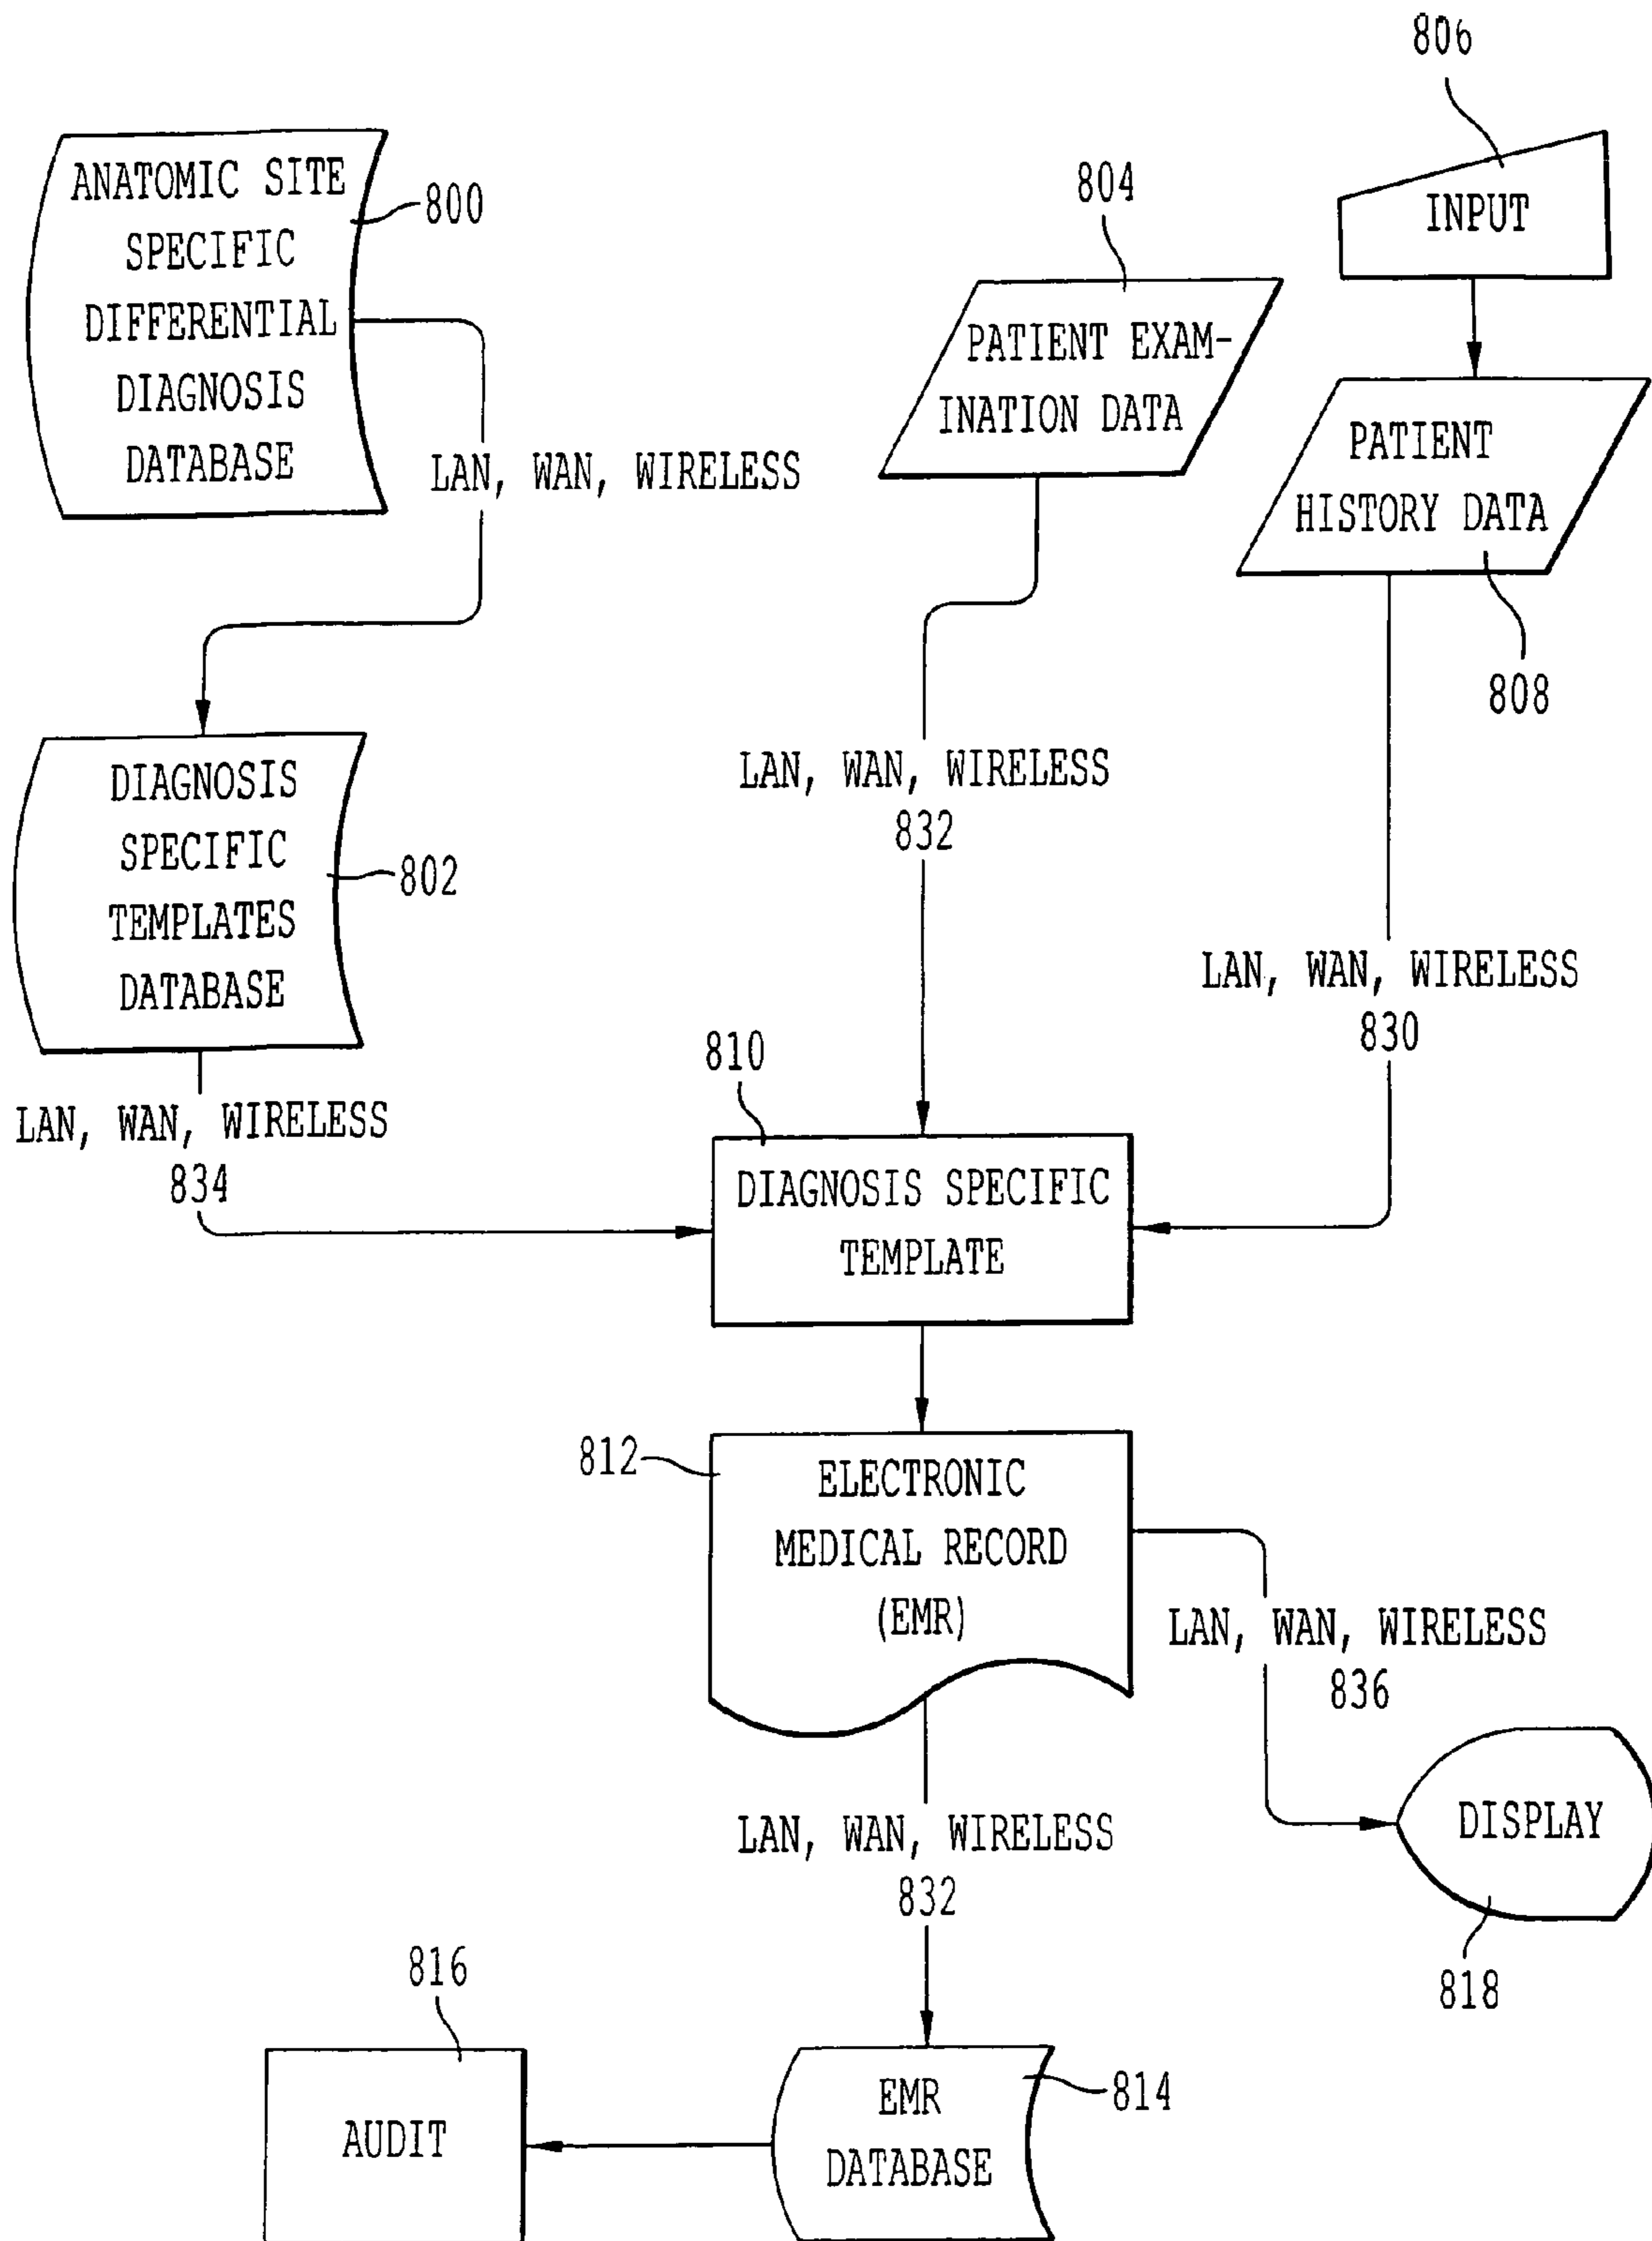 806
ANATOMIC SITE
SPECIFIC
DIFFERENTIAL
DIAGNOSIS
DATABASE
800
804
INPUT
PATIENT EXAM-
INATION DATA
PATIENT
HISTORY DATA
808
LAN, WAN, WIRELESS
DIAGNOSIS
SPECIFIC
TEMPLATES
DATABASE
802
LAN, WAN, WIRELESS
832
LAN, WAN, WIRELESS
830
LAN, WAN, WIRELESS
834
810
DIAGNOSIS SPECIFIC
TEMPLATE
812
ELECTRONIC
MEDICAL RECORD
(EMR)
LAN, WAN, WIRELESS
836
DISPLAY
818
LAN, WAN, WIRELESS
832
816
AUDIT
EMR
DATABASE
814